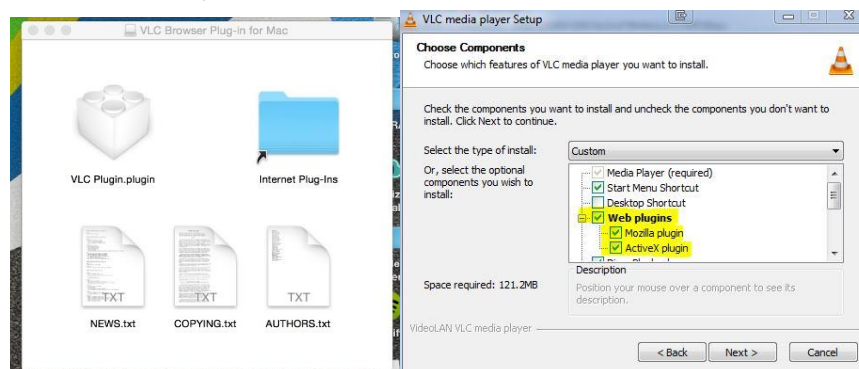 VLC Browser Plug-in for Mac
VLC Plugin.plugin
Internet Plug-Ins
TXT
TXT
TXT
NEWS.txt
COPYING.txt
AUTHORS.txt
VLC media player Setup
Choose Components
Choose which features of VLC media player you want to install.
Check the components you want to install and uncheck the components you don't want to
install. Click Next to continue.
Select the type of install:
Custom
Or, select the optional
components you wish to
install:
Media Player (required)
Start Menu Shortcut
Desktop Shortcut
Web plugins
Mozilla plugin
ActiveX plugin
Space required: 121.2MB
Description
Position your mouse over a component to see its
description.
VideoLAN VLC media player
< Back
Next >
Cancel